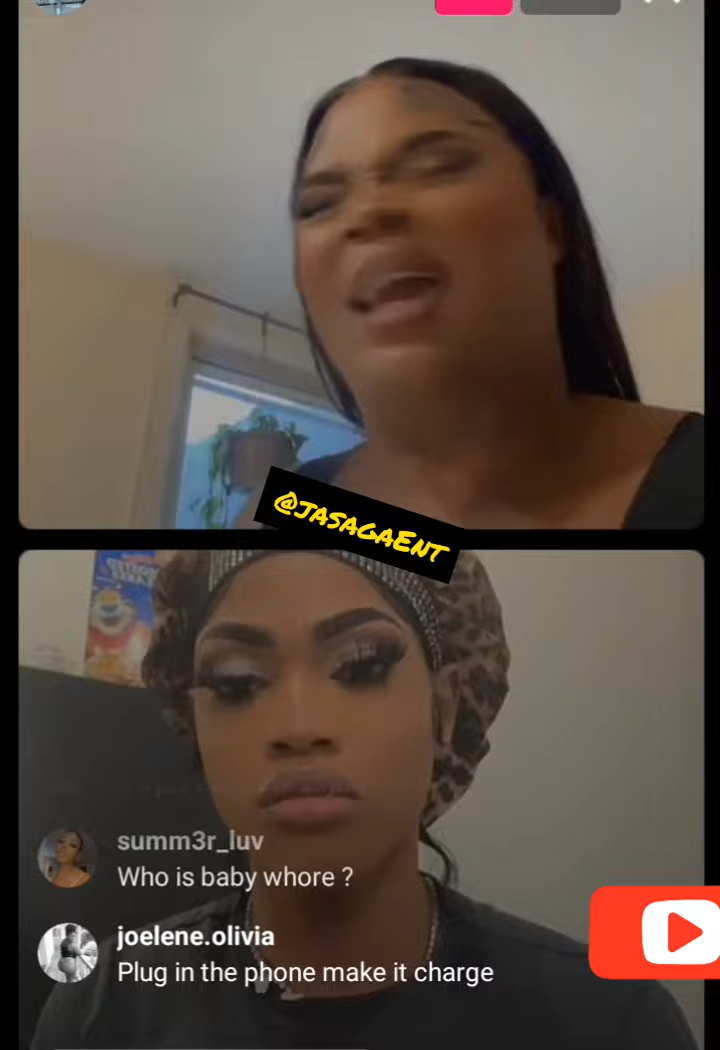 @JASAGAENT
summ3r_luv
Who is baby whore ?
joelene.olivia
Plug in the phone make it charge